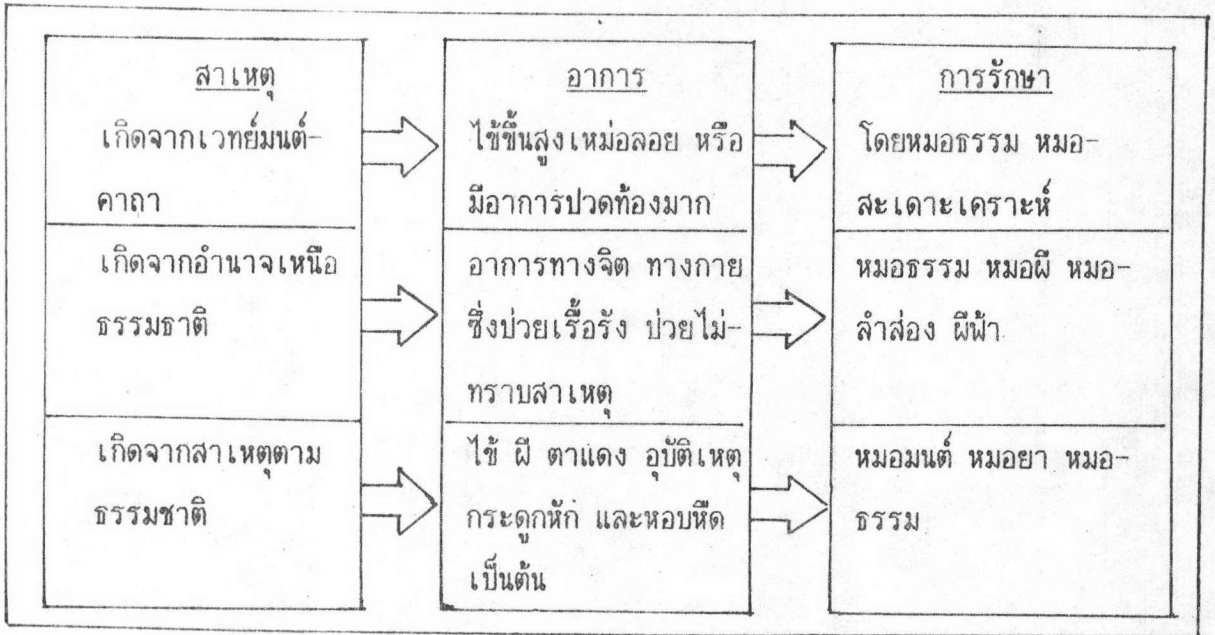 สาเหตุ
เกิดจากเวทย์มนต์-
คาถา
เกิดจากอำนาจเหนือ
ธรรมชาติ
เกิดจากสาเหตุตาม
ธรรมชาติ
อาการ
ไข้ขึ้นสูงเหม่อลอย หรือ
มีอาการปวดท้องมาก
อาการทางจิต ทางกาย
ซึ่งป่วยเรื้อรัง ป่วยไม่-
ทราบสาเหตุ
ไข้ ผี ตาแดง อุบัติเหตุ
กระดูกหัก และหอบหืด
เป็นต้น
การรักษา
โดยหมอธรรม หมอ-
สะเดาะเคราะห์
หมอธรรม หมอผี หมอ-
ลำส่อง ผีฟ้า
หมอมนต์ หมอยา หมอ-
ธรรม